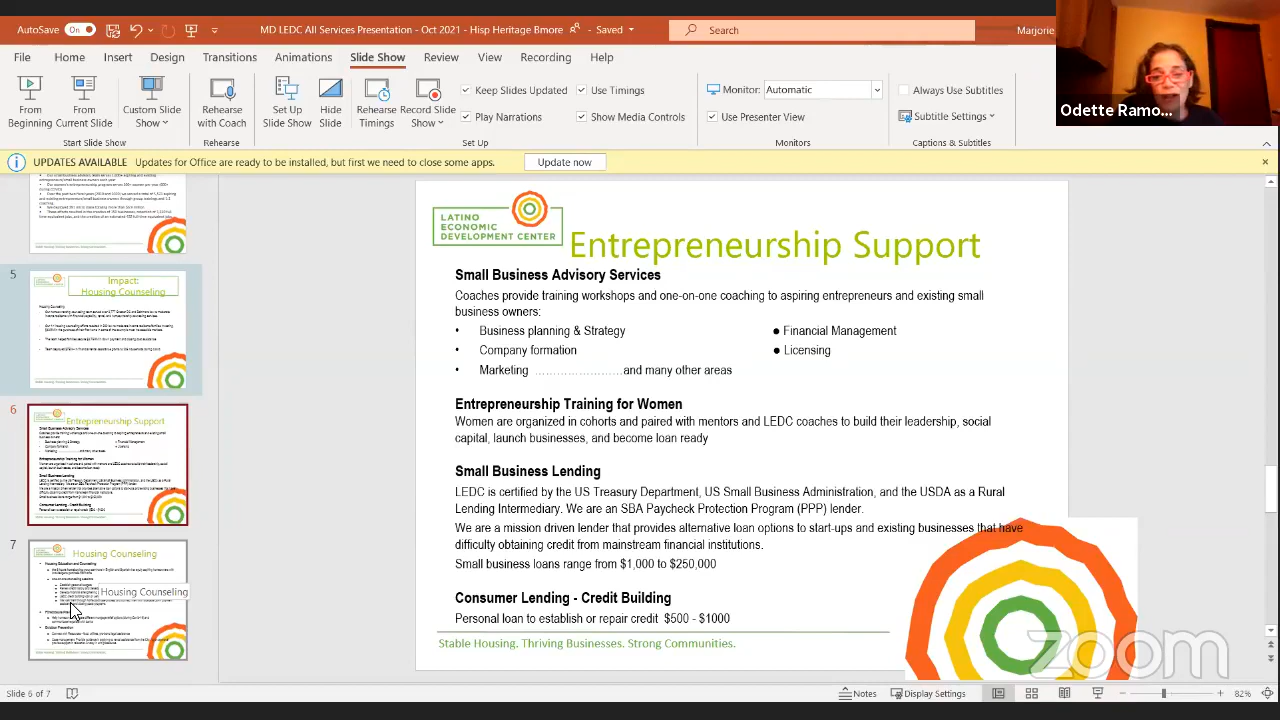 AutoSave On
MD LEDC All Services Presentation - Oct 2021 - Hisp Heritage Bmore
Saved
Search
Marjorie
File Home Insert Design Transitions Animations Slide Show Review View Recording Help
From Beginning
From Current Slide
Custom Slide Show
Rehearse with Coach
Set Up Slide Show
Hide Slide
Rehearse Timings
Record Slide Show
Keep Slides Updated
Use Timings
Play Narrations
Show Media Controls
Monitor: Automatic
Use Presenter View
Always Use Subtitles
Subtitle Settings
Start Slide Show
Rehearse
Set Up
Monitors
Captions & Subtitles
Odette Ramo...
UPDATES AVAILABLE Updates for Office are ready to be installed, but first we need to close some apps. Update now
5
Impact:
Housing Counseling
6
Entrepreneurship Support
7
Housing Counseling
Housing Counseling
LATINO
ECONOMIC
DEVELOPMENT CENTER
Entrepreneurship Support
Small Business Advisory Services
Coaches provide training workshops and one-on-one coaching to aspiring entrepreneurs and existing small
business owners:
• Business planning & Strategy ● Financial Management
• Company formation ● Licensing
• Marketing ........................and many other areas
Entrepreneurship Training for Women
Women are organized in cohorts and paired with mentors and LEDC coaches to build their leadership, social
capital, launch businesses, and become loan ready
Small Business Lending
LEDC is certified by the US Treasury Department, US Small Business Administration, and the USDA as a Rural
Lending Intermediary. We are an SBA Paycheck Protection Program (PPP) lender.
We are a mission driven lender that provides alternative loan options to start-ups and existing businesses that have
difficulty obtaining credit from mainstream financial institutions.
Small business loans range from $1,000 to $250,000
Consumer Lending - Credit Building
Personal loan to establish or repair credit $500 - $1000
Stable Housing. Thriving Businesses. Strong Communities.
zoom
Slide 6 of 7
Notes
Display Settings
82%